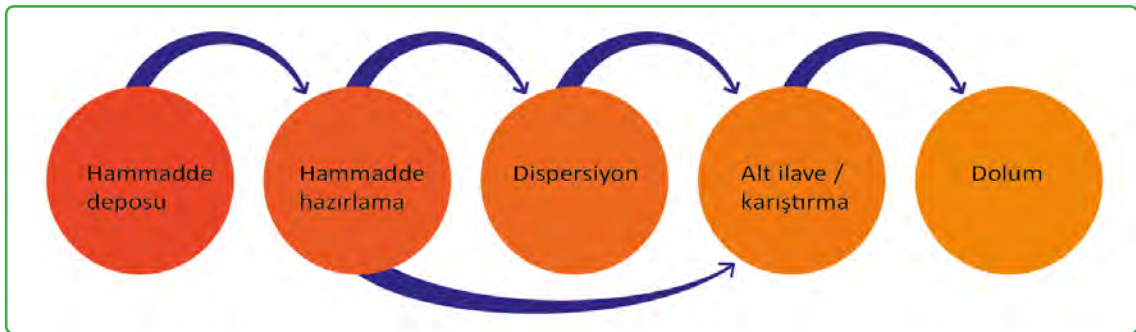 Hammadde
deposu
Hammadde
hazırlama
Dispersiyon
Alt ilave /
karıştırma
Dolum